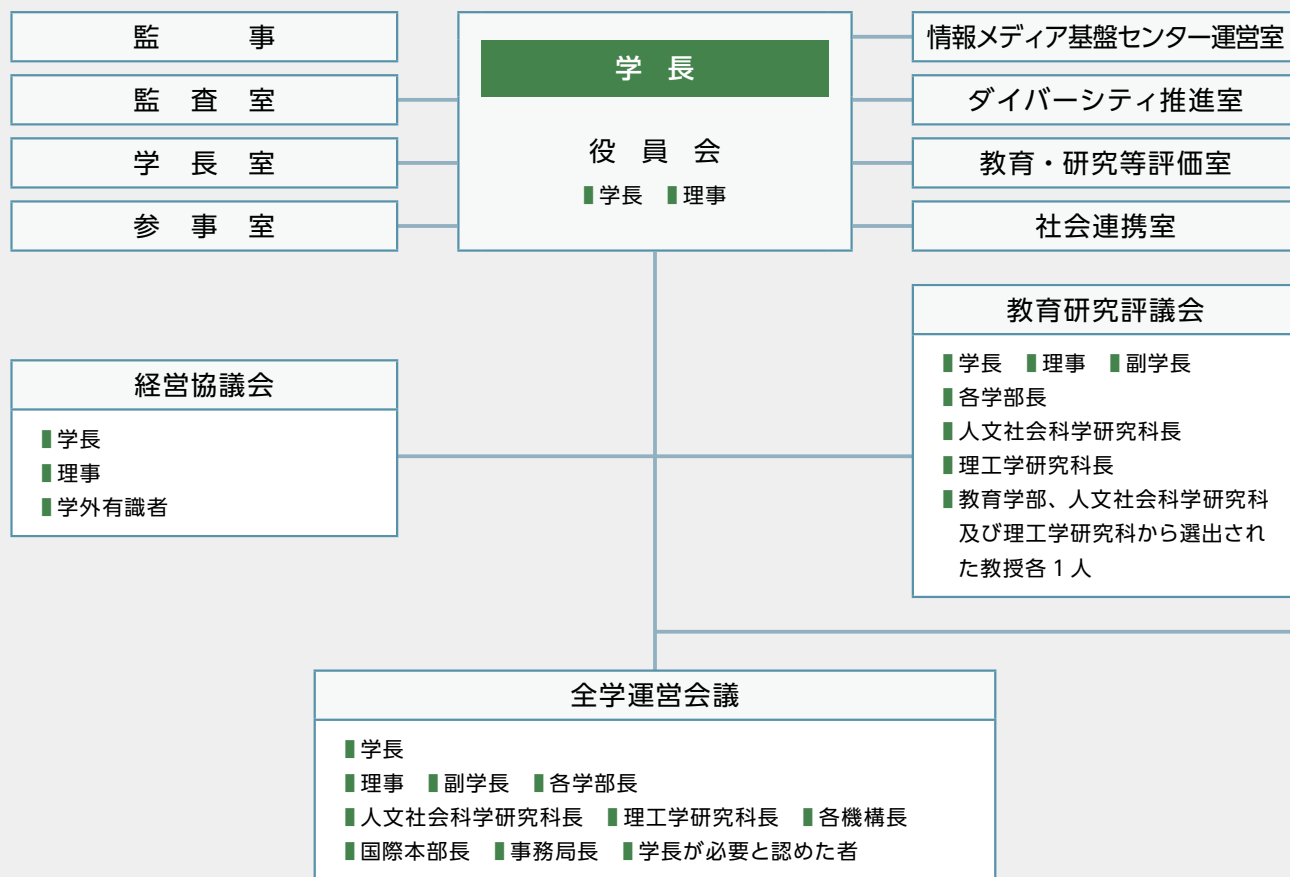 監事
監査室
学長室
参事室
学長
役員会
▮学長 ▮理事
情報メディア基盤センター運営室
ダイバーシティ推進室
教育・研究等評価室
社会連携室
経営協議会
▮学長
▮理事
▮学外有識者
教育研究評議会
▮学長 ▮理事 ▮副学長
▮各学部長
▮人文社会科学研究科長
▮理工学研究科長
▮教育学部、人文社会科学研究科
及び理工学研究科から選出され
た教授各1人
全学運営会議
▮学長
▮理事 ▮副学長 ▮各学部長
▮人文社会科学研究科長 ▮理工学研究科長 ▮各機構長
▮国際本部長 ▮事務局長 ▮学長が必要と認めた者